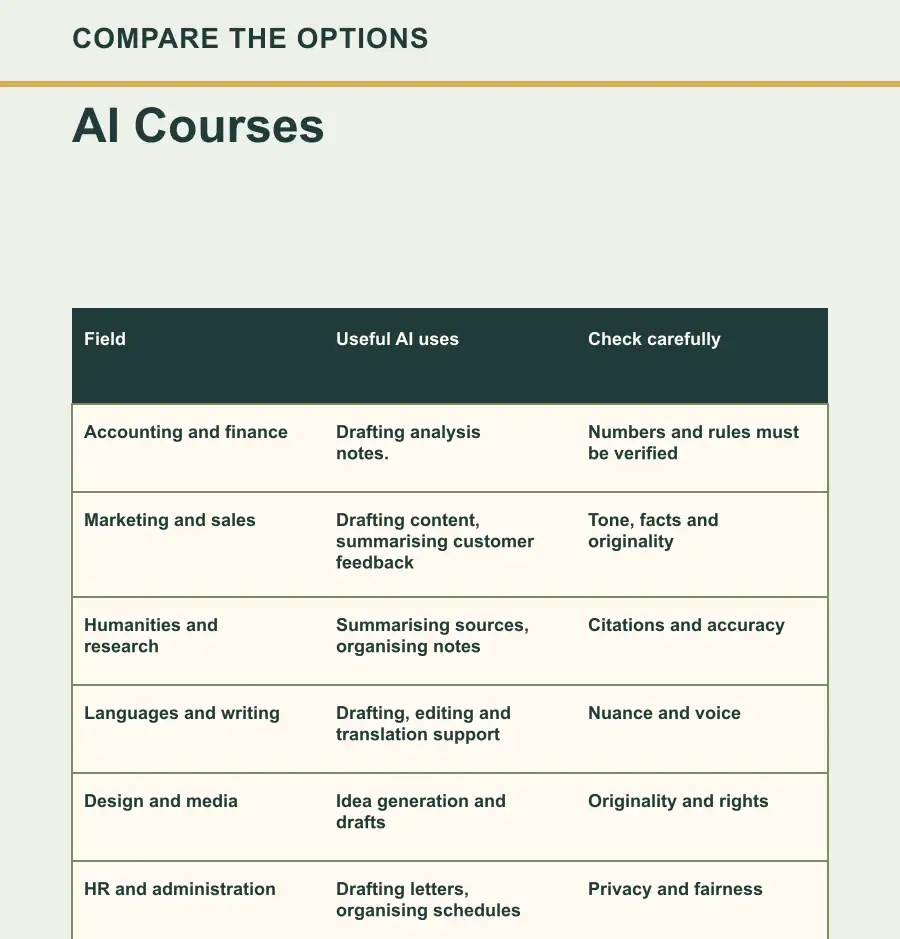 COMPARE THE OPTIONS
AI Courses
Field
Useful AI uses
Check carefully
Accounting and finance
Drafting analysis
notes.
Numbers and rules must
be verified
Marketing and sales
Drafting content,
summarising customer
feedback
Tone, facts and
originality
Humanities and
research
Summarising sources,
organising notes
Citations and accuracy
Languages and writing
Drafting, editing and
translation support
Nuance and voice
Design and media
Idea generation and
drafts
Originality and rights
HR and administration
Drafting letters,
organising schedules
Privacy and fairness